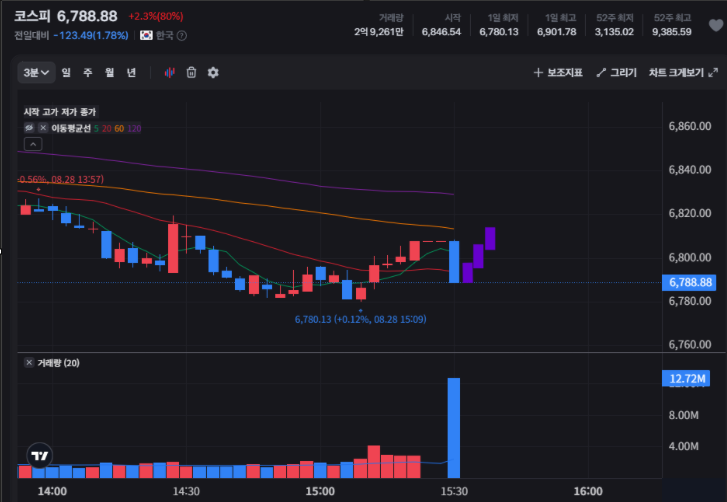 코스피 6,788.88 +2.3%(80%)
전일대비 -123.49(1.78%) 한국 ?
거래량 시작 1일 최저 1일 최고 52주 최저 52주 최고
2억 9,261만 6,846.54 6,780.13 6,901.78 3,135.02 9,385.59
3분 일 주 월 년 보조지표 그리기 차트 크게보기
시작 고가 저가 종가
이동평균선 5 20 60 120
0.56%, 08.28 13:57)
6,860.00
6,840.00
6,820.00
6,800.00
6,788.88
6,780.00
6,780.13 (+0.12%, 08.28 15:09)
6,760.00
거래량 (20)
12.72M
8.00M
4.00M
14:00 14:30 15:00 15:30 16:00